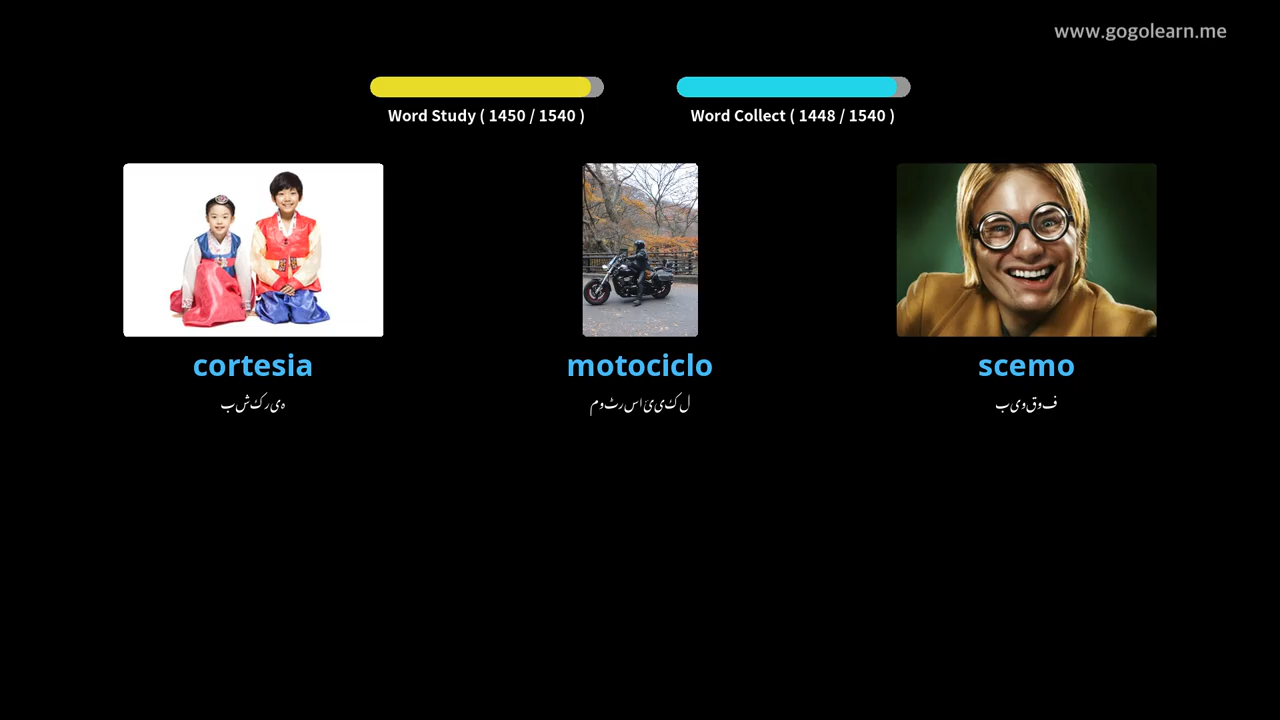 www.gogolearn.me
Word Study ( 1450 / 1540 )
Word Collect ( 1448 / 1540 )
cortesia
motociclo
scemo
بشکریہ
موٹرسائیکل
بیوقوف